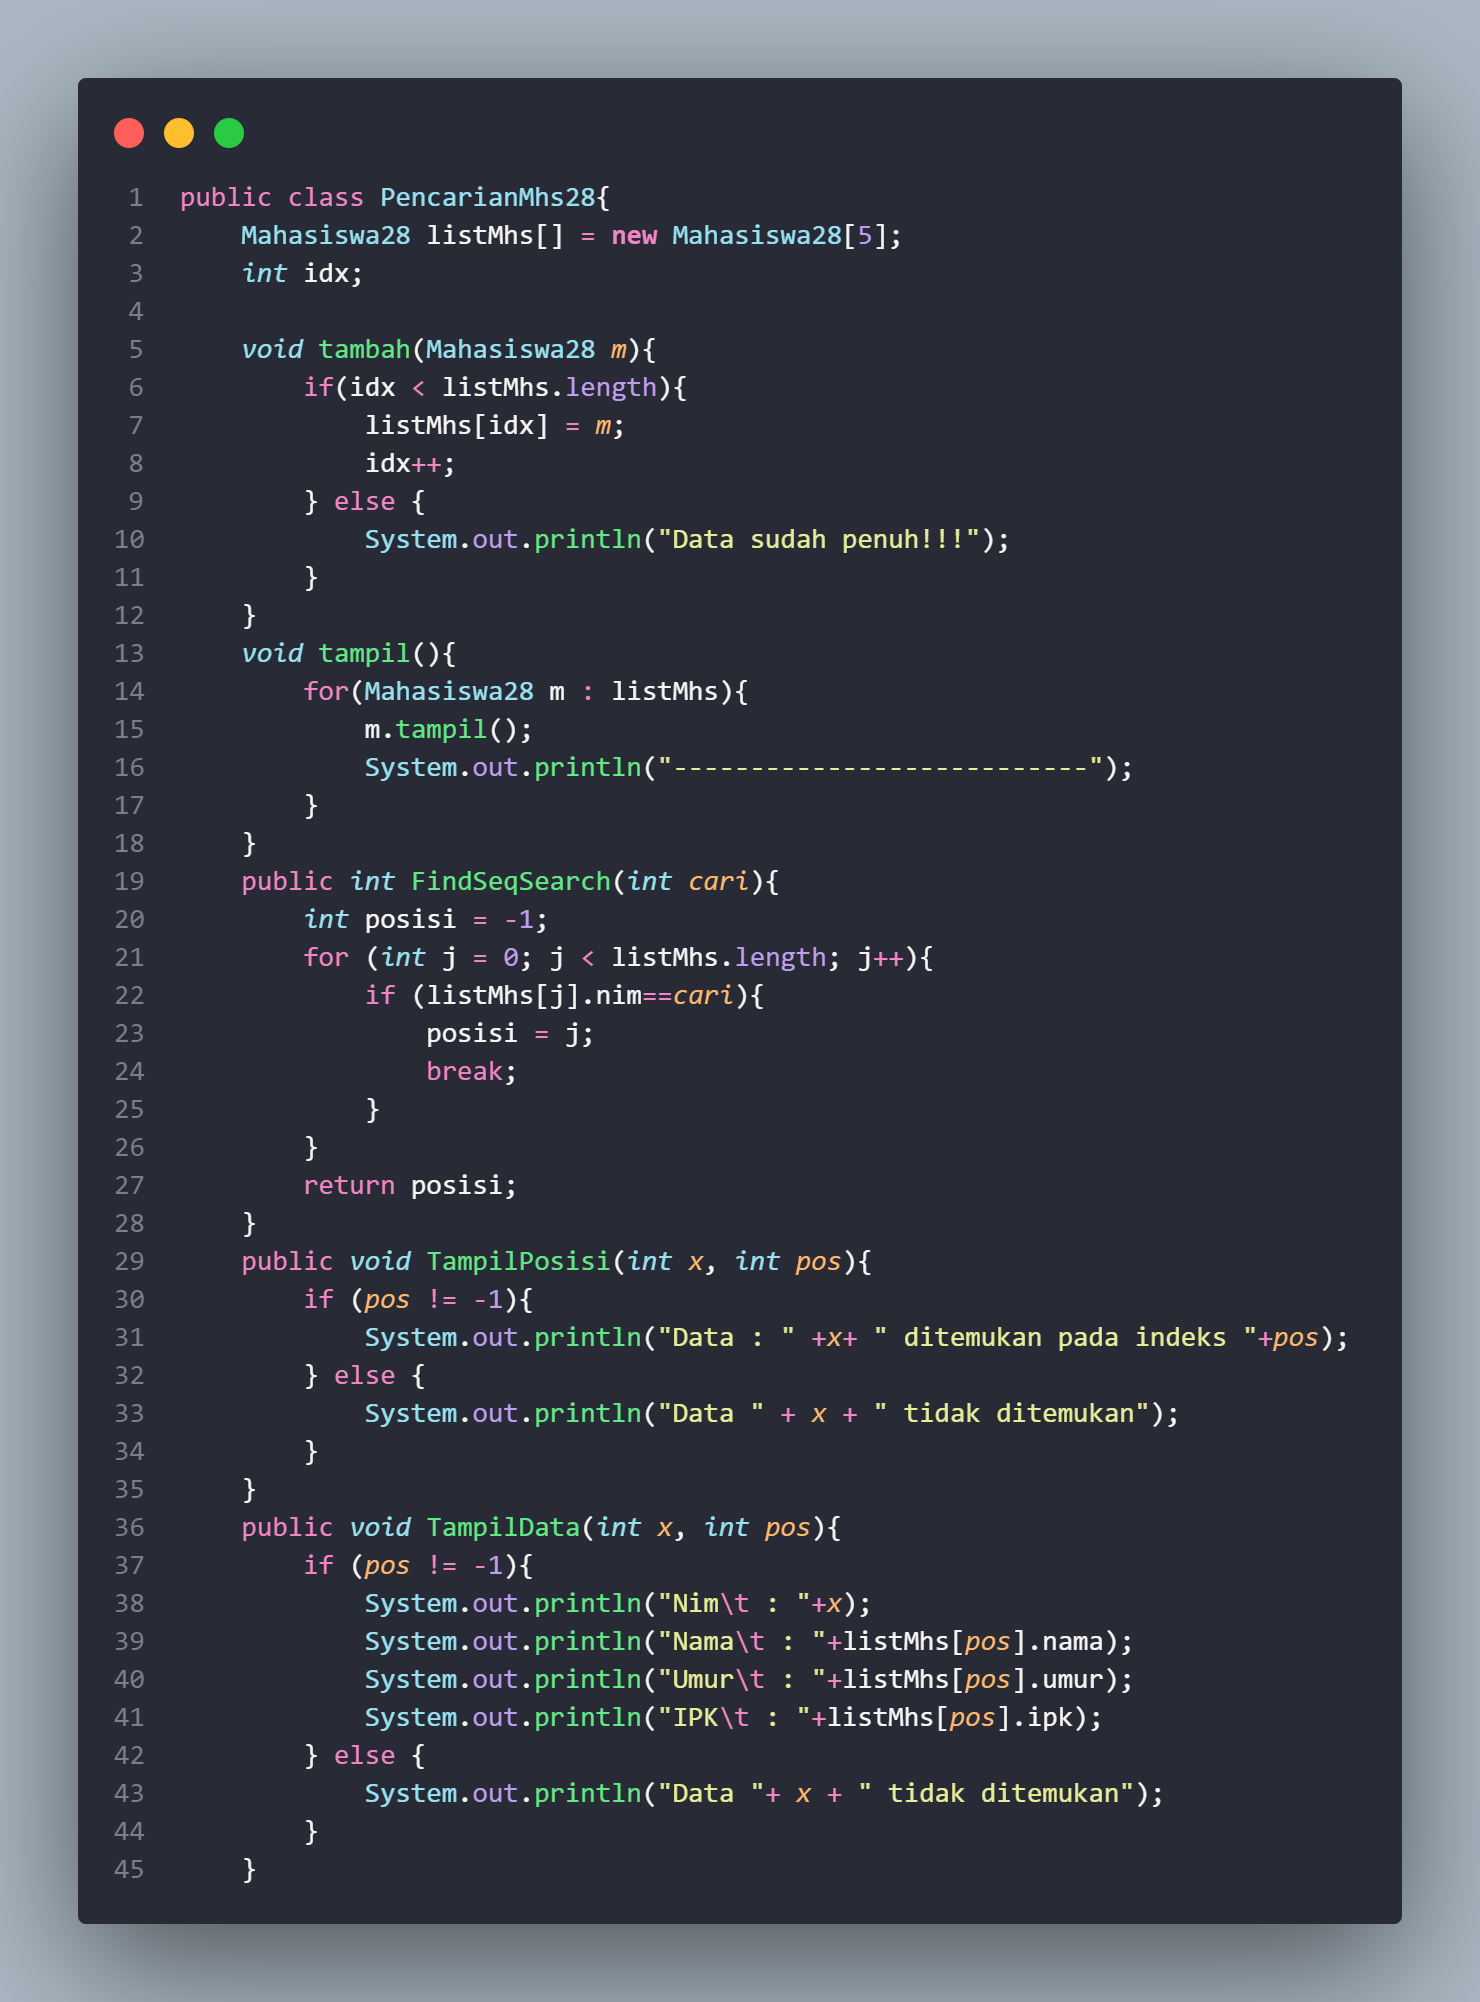 1 public class PencarianMhs28{
2     Mahasiswa28 listMhs[] = new Mahasiswa28[5];
3     int idx;
4
5     void tambah(Mahasiswa28 m){
6         if(idx < listMhs.length){
7             listMhs[idx] = m;
8             idx++;
9         } else {
10             System.out.println("Data sudah penuh!!!");
11         }
12     }
13     void tampil(){
14         for(Mahasiswa28 m : listMhs){
15             m.tampil();
16             System.out.println("---------------------------");
17         }
18     }
19     public int FindSeqSearch(int cari){
20         int posisi = -1;
21         for (int j = 0; j < listMhs.length; j++){
22             if (listMhs[j].nim==cari){
23                 posisi = j;
24                 break;
25             }
26         }
27         return posisi;
28     }
29     public void TampilPosisi(int x, int pos){
30         if (pos != -1){
31             System.out.println("Data : " +x+ " ditemukan pada indeks "+pos);
32         } else {
33             System.out.println("Data " + x + " tidak ditemukan");
34         }
35     }
36     public void TampilData(int x, int pos){
37         if (pos != -1){
38             System.out.println("Nim\t : "+x);
39             System.out.println("Nama\t : "+listMhs[pos].nama);
40             System.out.println("Umur\t : "+listMhs[pos].umur);
41             System.out.println("IPK\t : "+listMhs[pos].ipk);
42         } else {
43             System.out.println("Data "+ x + " tidak ditemukan");
44         }
45     }